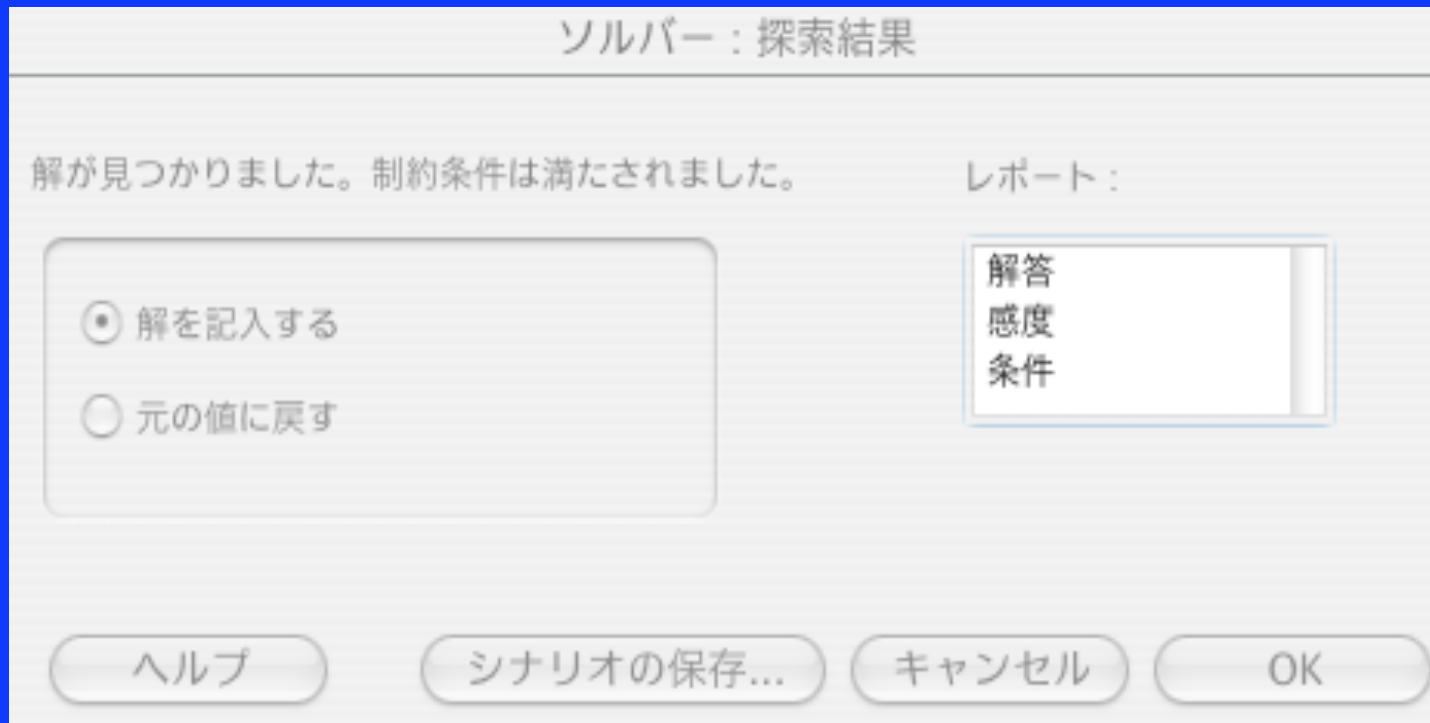 ソルバー：探索結果
解が見つかりました。制約条件は満たされました。
レポート：
解答
感度
条件
解を記入する
元の値に戻す
ヘルプ
シナリオの保存...
キャンセル
OK